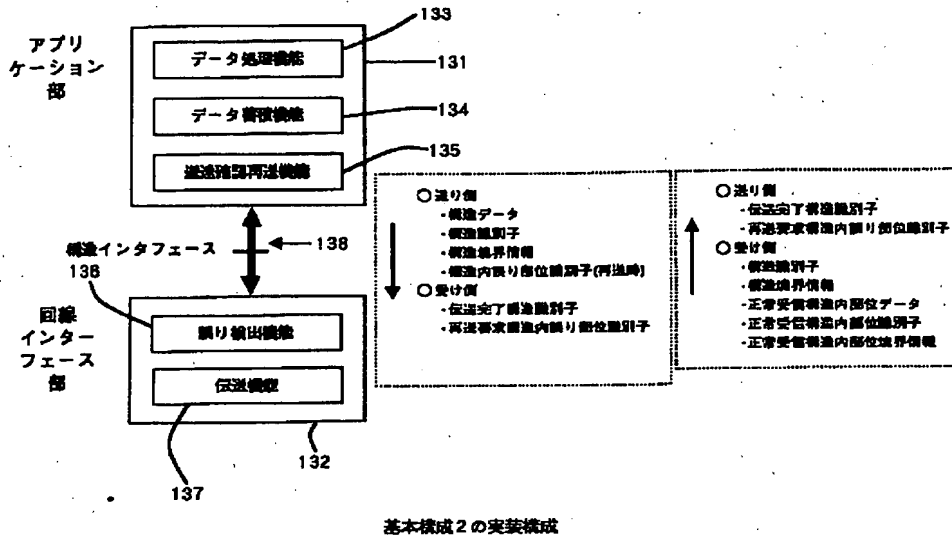 133
アプリ
ケーション
部
データ処理機能
131
データ蓄積機能
134
送達確認再送機能
135
構造インタフェース
138
136
回線
インター
フェース
部
誤り検出機能
伝送機能
132
137
○送り側
・構造データ
・構造識別子
・構造境界情報
・構造内誤り部位識別子(再送時)
○受け側
・伝送完了構造識別子
・再送要求構造内誤り部位識別子
○送り側
・伝送完了構造識別子
・再送要求構造内誤り部位識別子
○受け側
・構造識別子
・構造境界情報
・正常受信構造内部位データ
・正常受信構造内部位識別子
・正常受信構造内部位境界情報
基本構成2の実装構成